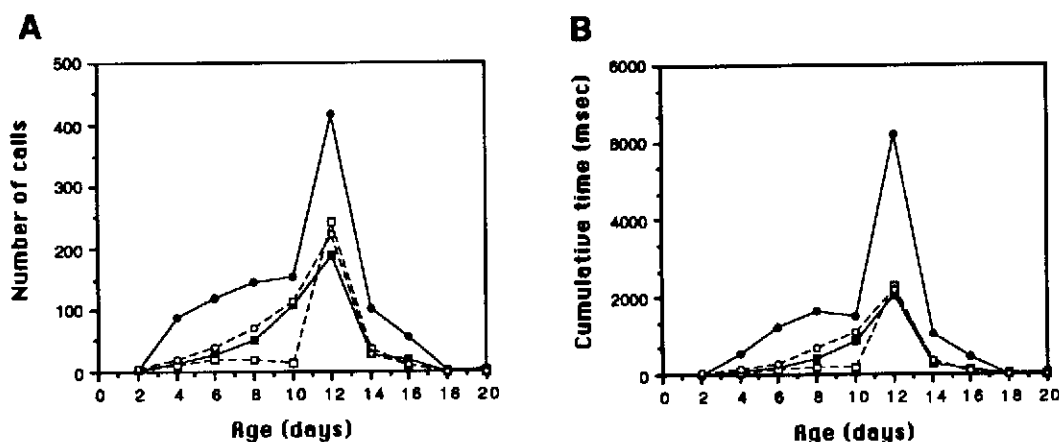 A
500
400
300
200
100
0
0 2 4 6 8 10 12 14 16 18 20
Number of calls
Age (days)
B
6000
8000
4000
2000
0
0 2 4 6 8 10 12 14 16 18 20
Cumulative time (msec)
Age (days)